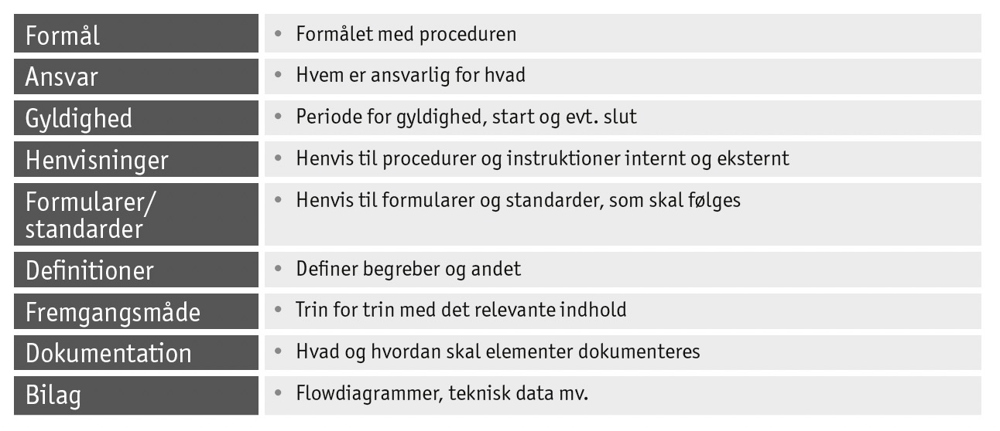 Formål
• Formålet med proceduren
Ansvar
• Hvem er ansvarlig for hvad
Gyldighed
• Periode for gyldighed, start og evt. slut
Henvisninger
• Henvis til procedurer og instruktioner internt og eksternt
Formularer/
standarder
• Henvis til formularer og standarder, som skal følges
Definitioner
• Definer begreber og andet
Fremgangsmåde
• Trin for trin med det relevante indhold
Dokumentation
• Hvad og hvordan skal elementer dokumenteres
Bilag
• Flowdiagrammer, teknisk data mv.